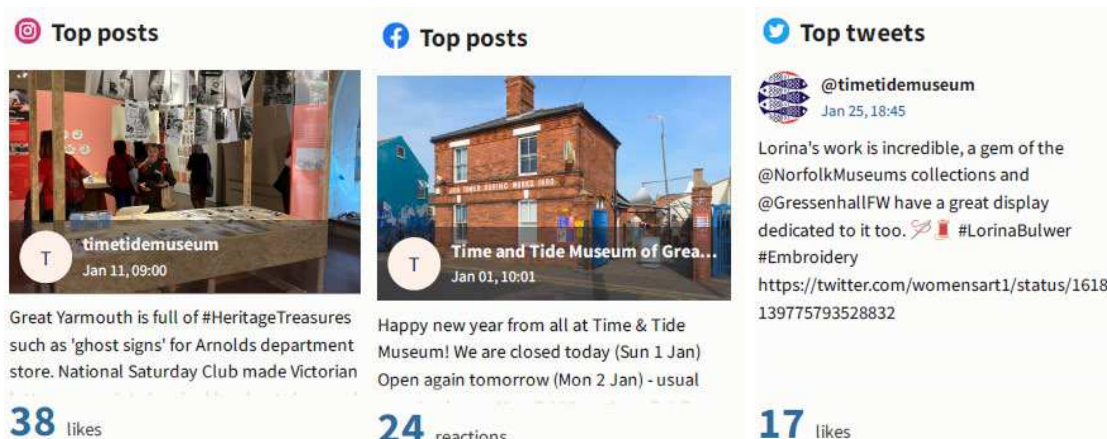 Top posts
T
timetidemuseum
Jan 11, 09:00
Great Yarmouth is full of #HeritageTreasures
such as 'ghost signs' for Arnolds department
store. National Saturday Club made Victorian
38 likes
Top posts
T
Time and Tide Museum of Grea...
Jan 01, 10:01
Happy new year from all at Time & Tide
Museum! We are closed today (Sun 1 Jan)
Open again tomorrow (Mon 2 Jan) - usual
24 reactions
Top tweets
@timetidemuseum
Jan 25, 18:45
Lorina's work is incredible, a gem of the
@NorfolkMuseums collections and
@GressenhallFW have a great display
dedicated to it too. 🪡🧵 #LorinaBulwer
#Embroidery
https://twitter.com/womensart1/status/1618
139775793528832
17 likes